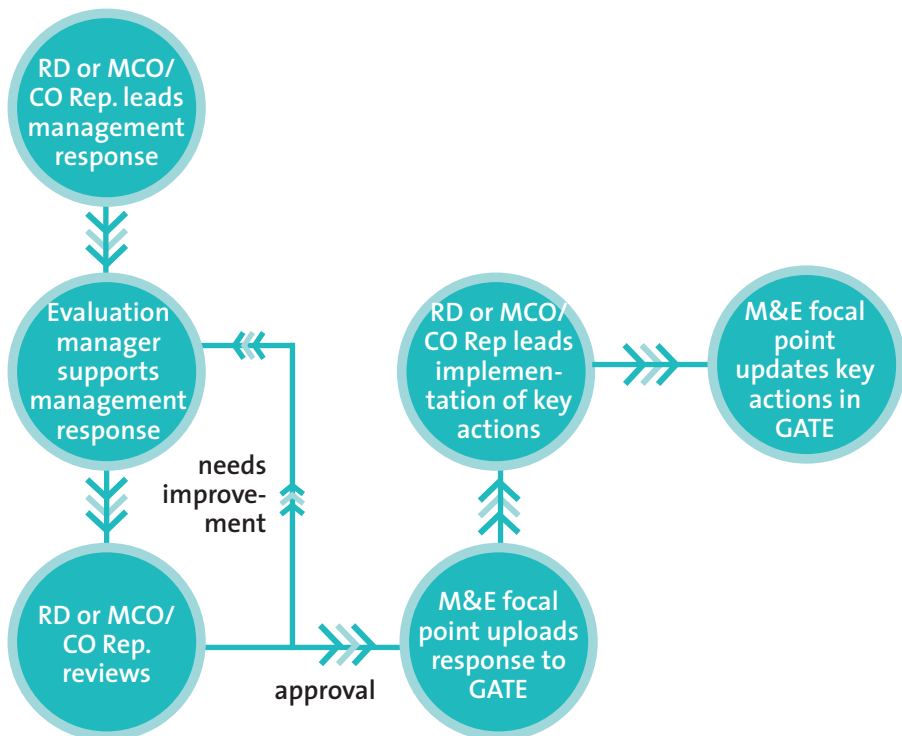 RD or MCO/
CO Rep. leads
management
response
Evaluation
manager
supports
management
response
needs
improve-
ment
RD or MCO/
CO Rep.
reviews
approval
M&E focal
point uploads
response to
GATE
RD or MCO/
CO Rep leads
implemen-
tation of key
actions
M&E focal
point
updates key
actions in
GATE